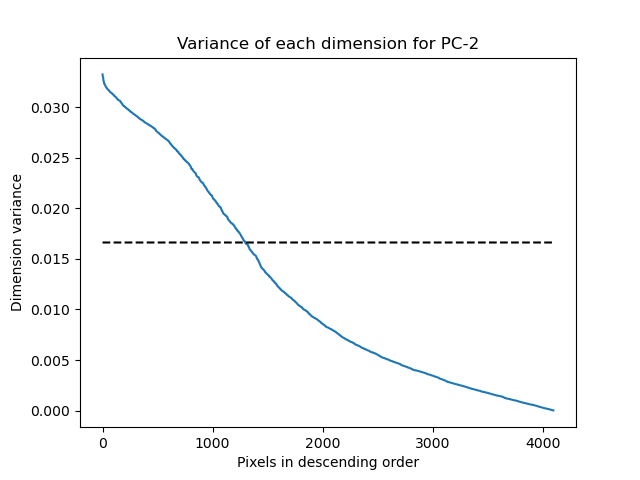 Variance of each dimension for PC-2
0.030
0.025
0.020
0.015
0.010
0.005
0.000
Dimension variance
0 1000 2000 3000 4000
Pixels in descending order